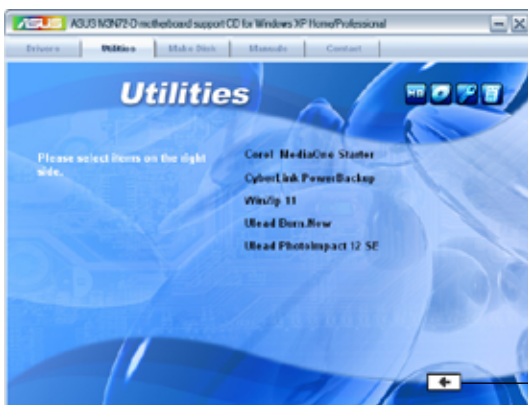 ASUS ASUS M3N72-D motherboard support CD for Windows XP Home/Professional
Drivers Utilities Make Disk Manuals Contact
Utilities
Please select items on the right
side.
Corel MediaOne Starter
CyberLink PowerBackup
WinZip 11
Ulead Burn.Now
Ulead PhotoImpact 12 SE